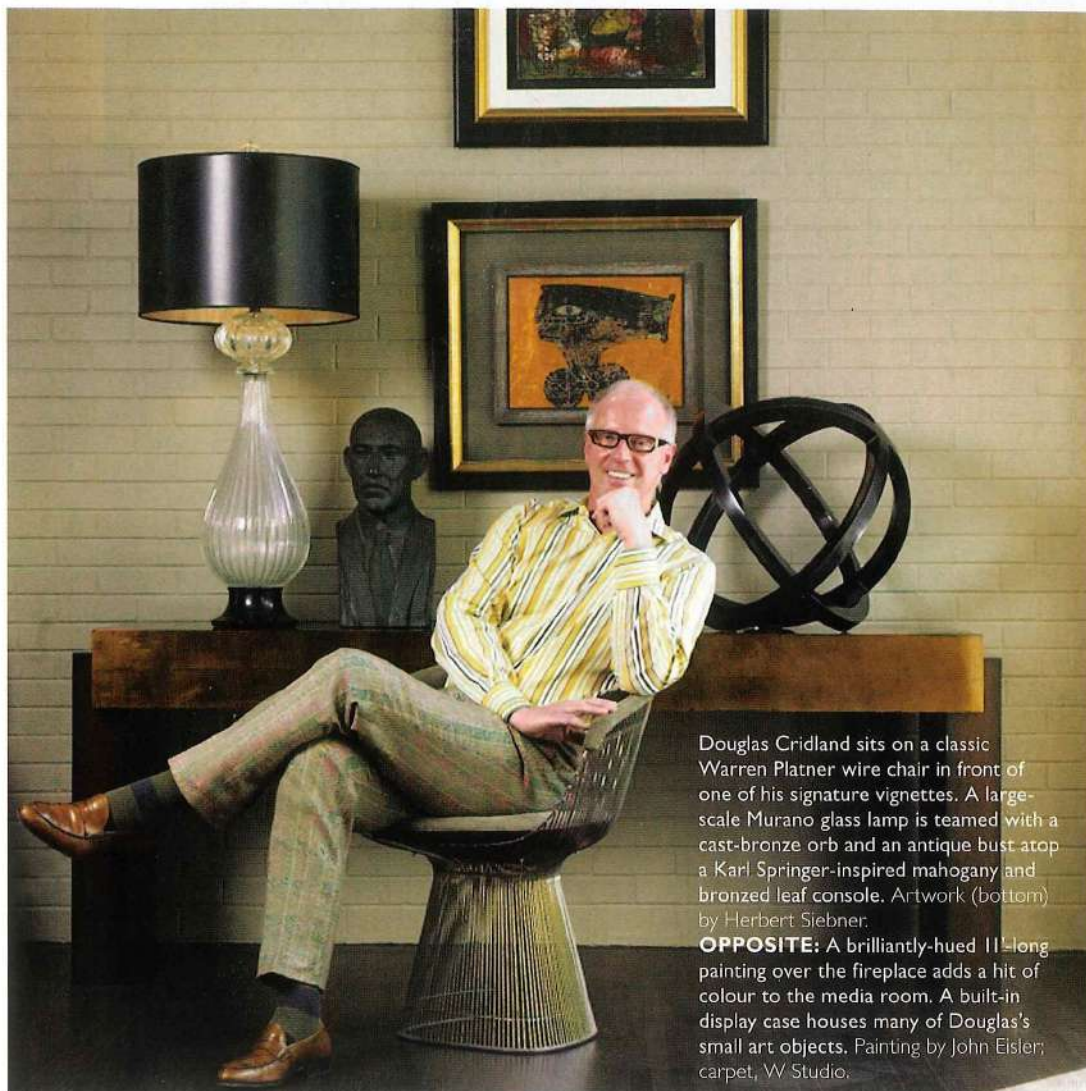 Douglas Cridland sits on a classic
Warren Platner wire chair in front of
one of his signature vignettes. A large-
scale Murano glass lamp is teamed with a
cast-bronze orb and an antique bust atop
a Karl Springer-inspired mahogany and
bronzed leaf console. Artwork (bottom)
by Herbert Siebner.
OPPOSITE: A brilliantly-hued 11'-long
painting over the fireplace adds a hit of
colour to the media room. A built-in
display case houses many of Douglas's
small art objects. Painting by John Eisler;
carpet, W Studio.